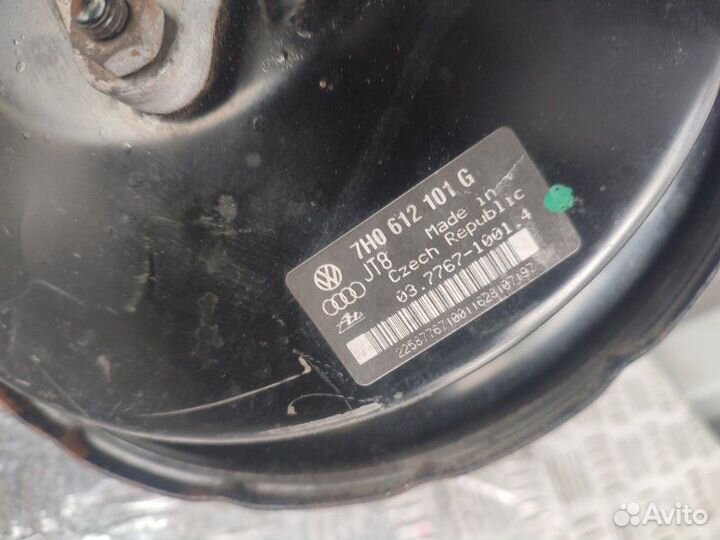 7H0 612 101 G
JT8 Made in
Czech Republic
03.7767-1001.4
Avito